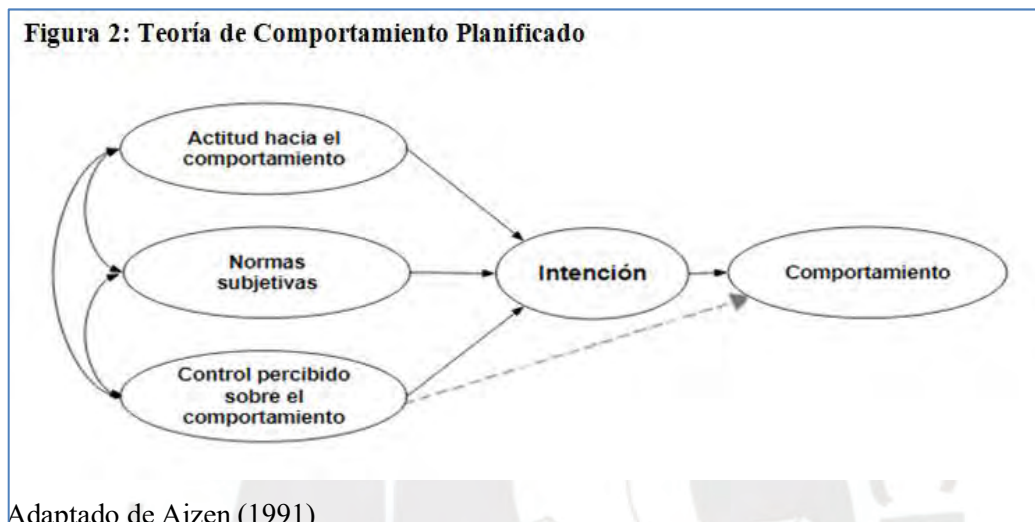 Figura 2: Teoría de Comportamiento Planificado
Actitud hacia el
comportamiento
Normas
subjetivas
Control percibido
sobre el
comportamiento
Intención
Comportamiento
Adaptado de Ajzen (1991)